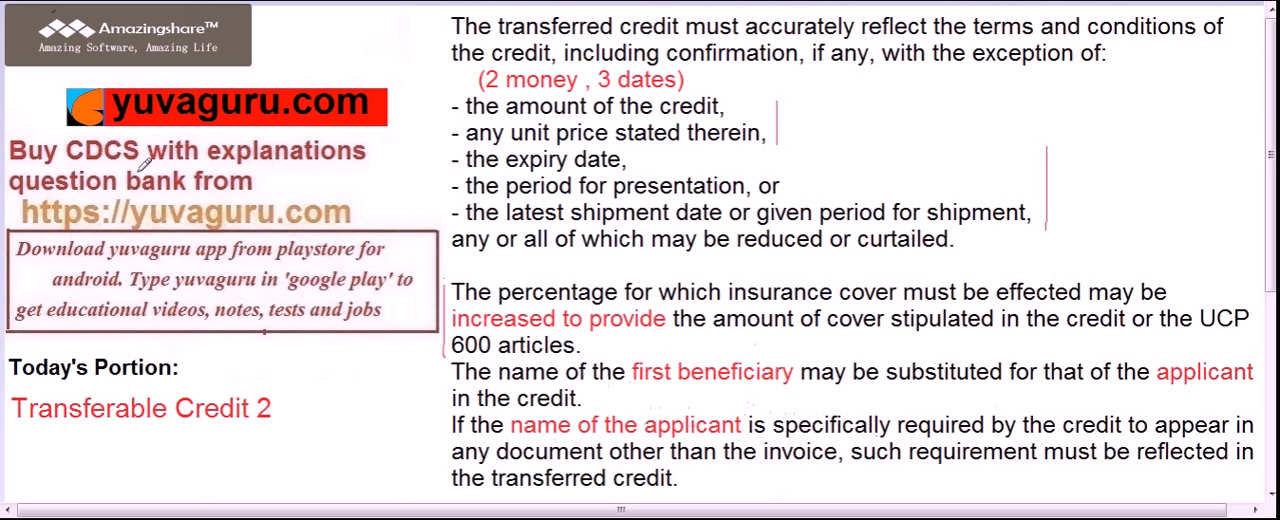 Amazingshare™
Amazing Software, Amazing Life
yuvaguru.com
Buy CDCS with explanations
question bank from
https://yuvaguru.com
Download yuvaguru app from playstore for
android. Type yuvaguru in 'google play' to
get educational videos, notes, tests and jobs
Today's Portion:
Transferable Credit 2
The transferred credit must accurately reflect the terms and conditions of
the credit, including confirmation, if any, with the exception of:
(2 money , 3 dates)
- the amount of the credit,
- any unit price stated therein,
- the expiry date,
- the period for presentation, or
- the latest shipment date or given period for shipment,
any or all of which may be reduced or curtailed.
The percentage for which insurance cover must be effected may be
increased to provide the amount of cover stipulated in the credit or the UCP
600 articles.
The name of the first beneficiary may be substituted for that of the applicant
in the credit.
If the name of the applicant is specifically required by the credit to appear in
any document other than the invoice, such requirement must be reflected in
the transferred credit.